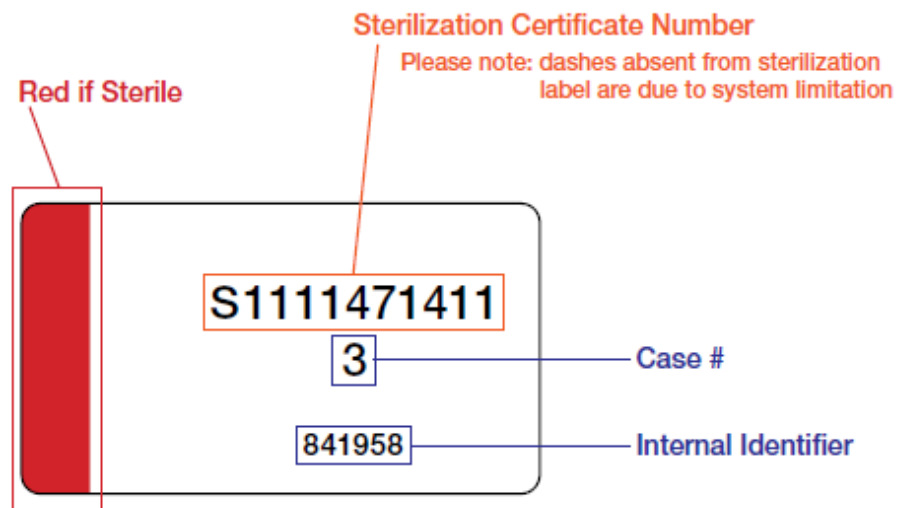 Sterilization Certificate Number
Please note: dashes absent from sterilization
label are due to system limitation
Red if Sterile
S1111471411
3
Case #
841958
Internal Identifier